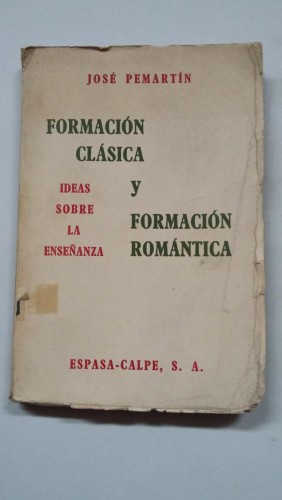 JOSÉ PEMARTÍN
FORMACIÓN
CLÁSICA
y
FORMACIÓN
ROMÁNTICA
IDEAS
SOBRE
LA
ENSEÑANZA
ESPASA-CALPE, S. A.